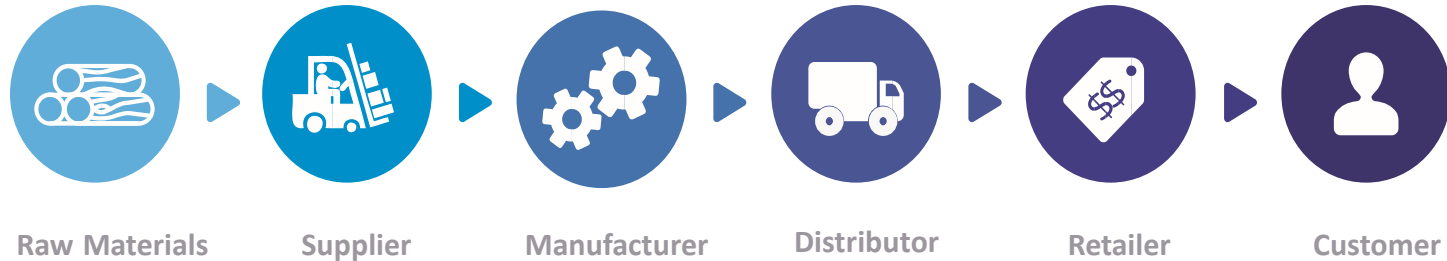 $$
Raw Materials
Supplier
Manufacturer
Distributor
Retailer
Customer